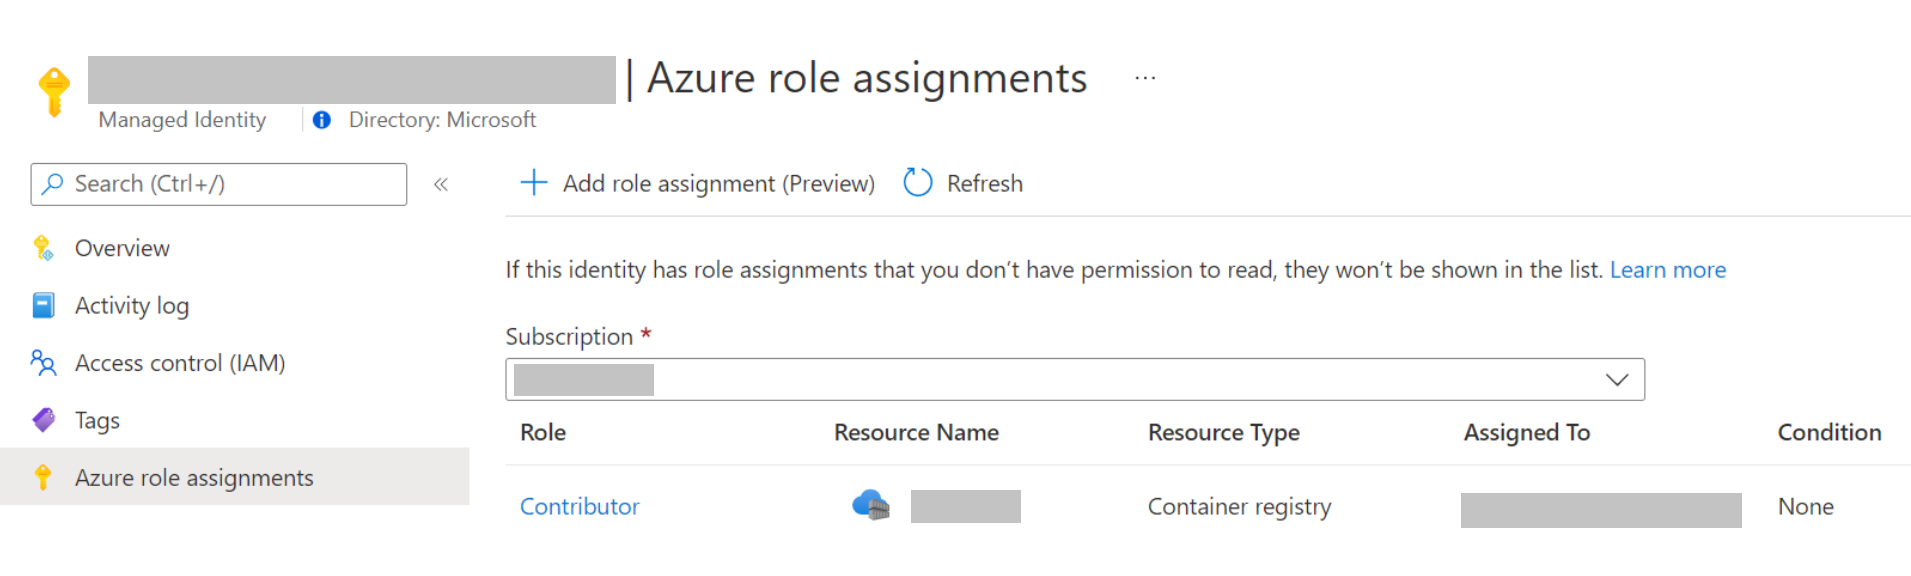 | Azure role assignments ...
Managed Identity Directory: Microsoft
Search (Ctrl+/) «
+ Add role assignment (Preview) Refresh
Overview
Activity log
Access control (IAM)
Tags
Azure role assignments
If this identity has role assignments that you don’t have permission to read, they won’t be shown in the list. Learn more
Subscription *
Role Resource Name Resource Type Assigned To Condition
Contributor Container registry None